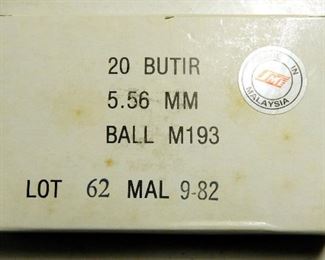 20 BUTIR
5.56 MM
BALL M193
LOT 62 MAL 9-82
IN
MALAYSIA